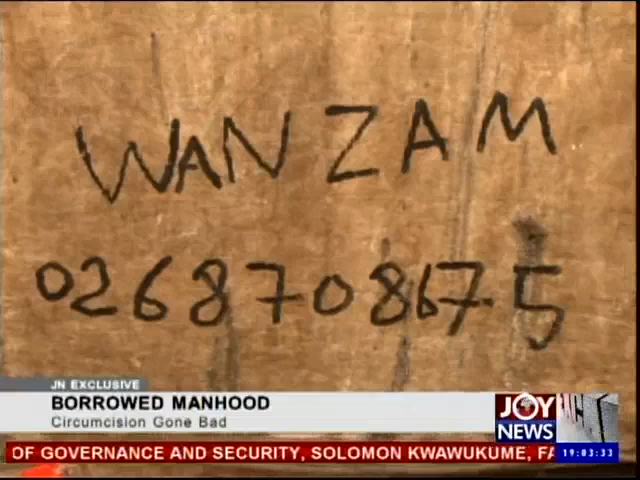 WANZAM
0268708675
JN EXCLUSIVE
BORROWED MANHOOD
Circumcision Gone Bad
JOY
NEWS
19:03:33
OF GOVERNANCE AND SECURITY, SOLOMON KWAWUKUME, FA